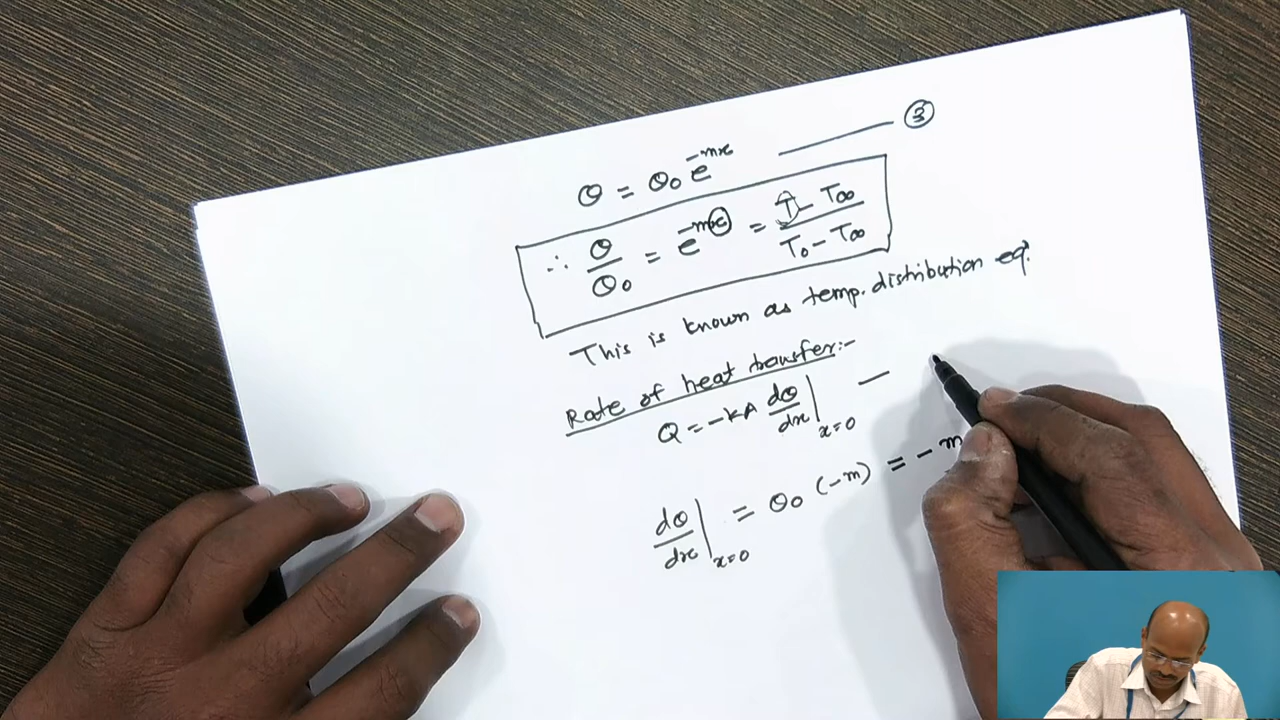 θ = θ₀ e^(-mx) —— ③
∴ θ/θ₀ = e^(-mx) = (T - T∞)/(T₀ - T∞)
This is known as temp. distribution eq.
Rate of heat transfer:-
Q = -kA dθ/dx |x=0 —
dθ/dx |x=0 = θ₀ (-m) = -m